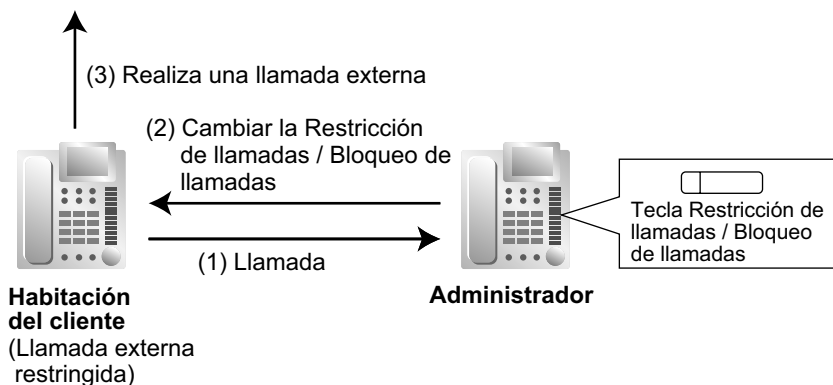 (3) Realiza una llamada externa
(2) Cambiar la Restricción
de llamadas / Bloqueo de
llamadas
(1) Llamada
Tecla Restricción de
llamadas / Bloqueo
de llamadas
Habitación
del cliente
(Llamada externa
restringida)
Administrador